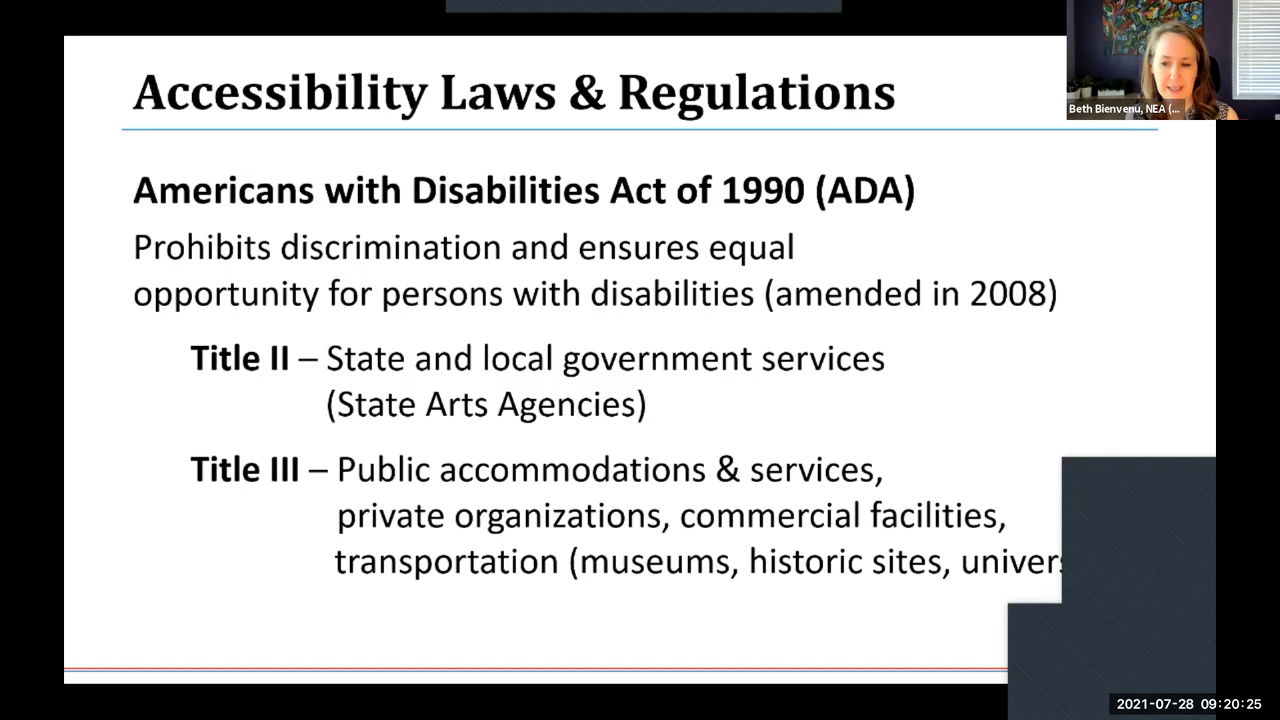 Accessibility Laws & Regulations
Beth Bienvenu, NEA (...
Americans with Disabilities Act of 1990 (ADA)
Prohibits discrimination and ensures equal
opportunity for persons with disabilities (amended in 2008)
Title II – State and local government services
(State Arts Agencies)
Title III – Public accommodations & services,
private organizations, commercial facilities,
transportation (museums, historic sites,
2021-07-28 09:20:25